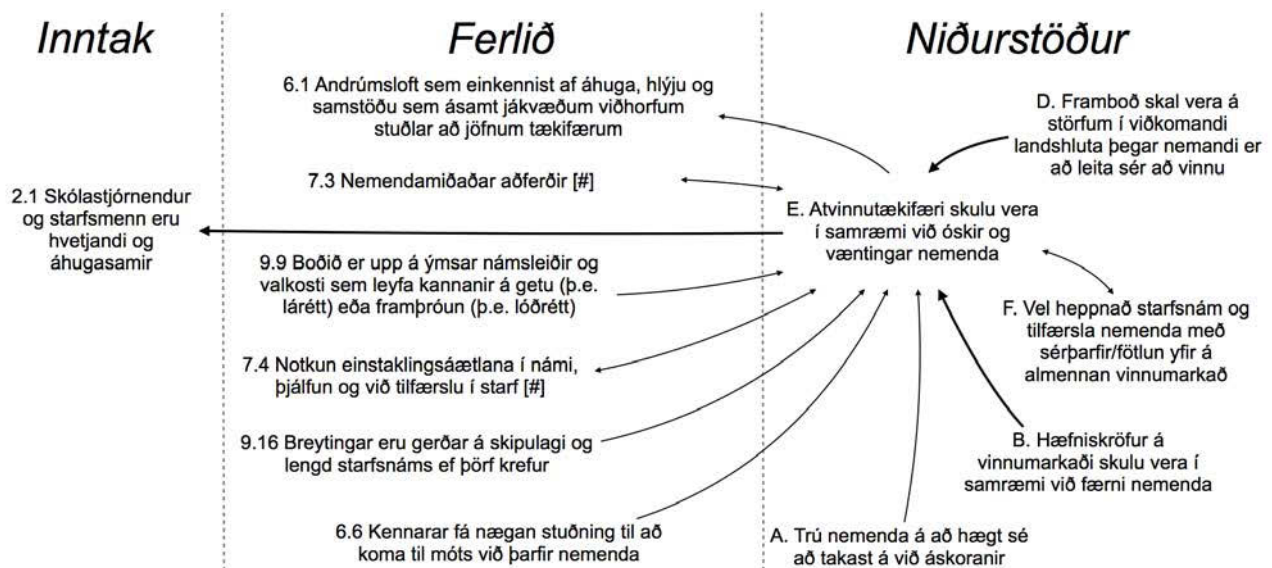 Inntak
Ferlið
Niðurstöður
2.1 Skólastjórnendur
og starfsmenn eru
hvetjandi og
áhugasamir
6.1 Andrúmsloft sem einkennist af áhuga, hlýju og
samstöðu sem ásamt jákvæðum viðhorfum
stuðlar að jöfnum tækifærum
7.3 Nemendamiðaðar aðferðir [#]
9.9 Boðið er upp á ýmsar námsleiðir og
valkosti sem leyfa kannanir á getu (þ.e.
lárétt) eða framþróun (þ.e. lóðrétt)
7.4 Notkun einstaklingsáætlana í námi,
þjálfun og við tilfærslu í starf [#]
9.16 Breytingar eru gerðar á skipulagi og
lengd starfsnáms ef þörf krefur
6.6 Kennarar fá nægan stuðning til að
koma til móts við þarfir nemenda
D. Framboð skal vera á
störfum í viðkomandi
landshluta þegar nemandi er
að leita sér að vinnu
E. Atvinnutækifæri skulu vera
í samræmi við óskir og
væntingar nemenda
F. Vel heppnað starfsnám og
tilfærsla nemenda með
sérþarfir/fötlun yfir á
almennan vinnumarkað
B. Hæfniskröfur á
vinnumarkaði skulu vera í
samræmi við færni nemenda
A. Trú nemenda á að hægt sé
að takast á við áskoranir